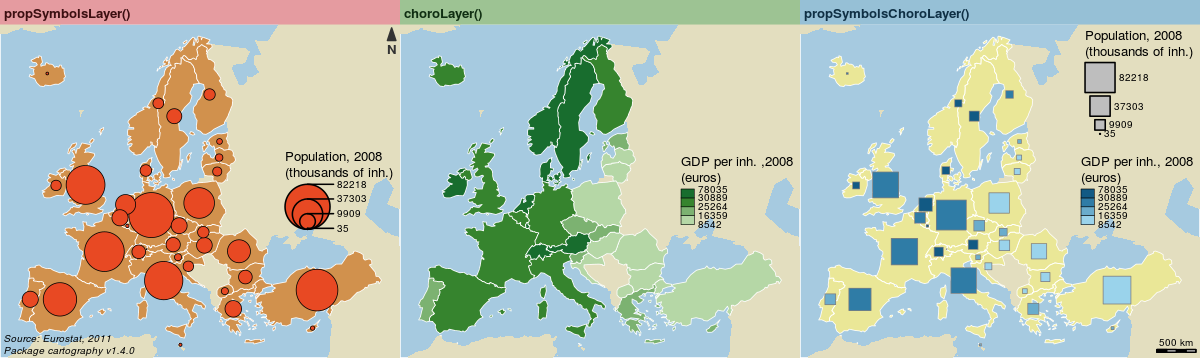 propSymbolsLayer()
N
Population, 2008
(thousands of inh.)
82218
37303
9909
35
Source: Eurostat, 2011
Package cartography v1.4.0
choroLayer()
GDP per inh. ,2008
(euros)
78035
30889
25264
16359
8542
propSymbolsChoroLayer()
Population, 2008
(thousands of inh.)
82218
37303
9909
35
GDP per inh., 2008
(euros)
78035
30889
25264
16359
8542
500 km